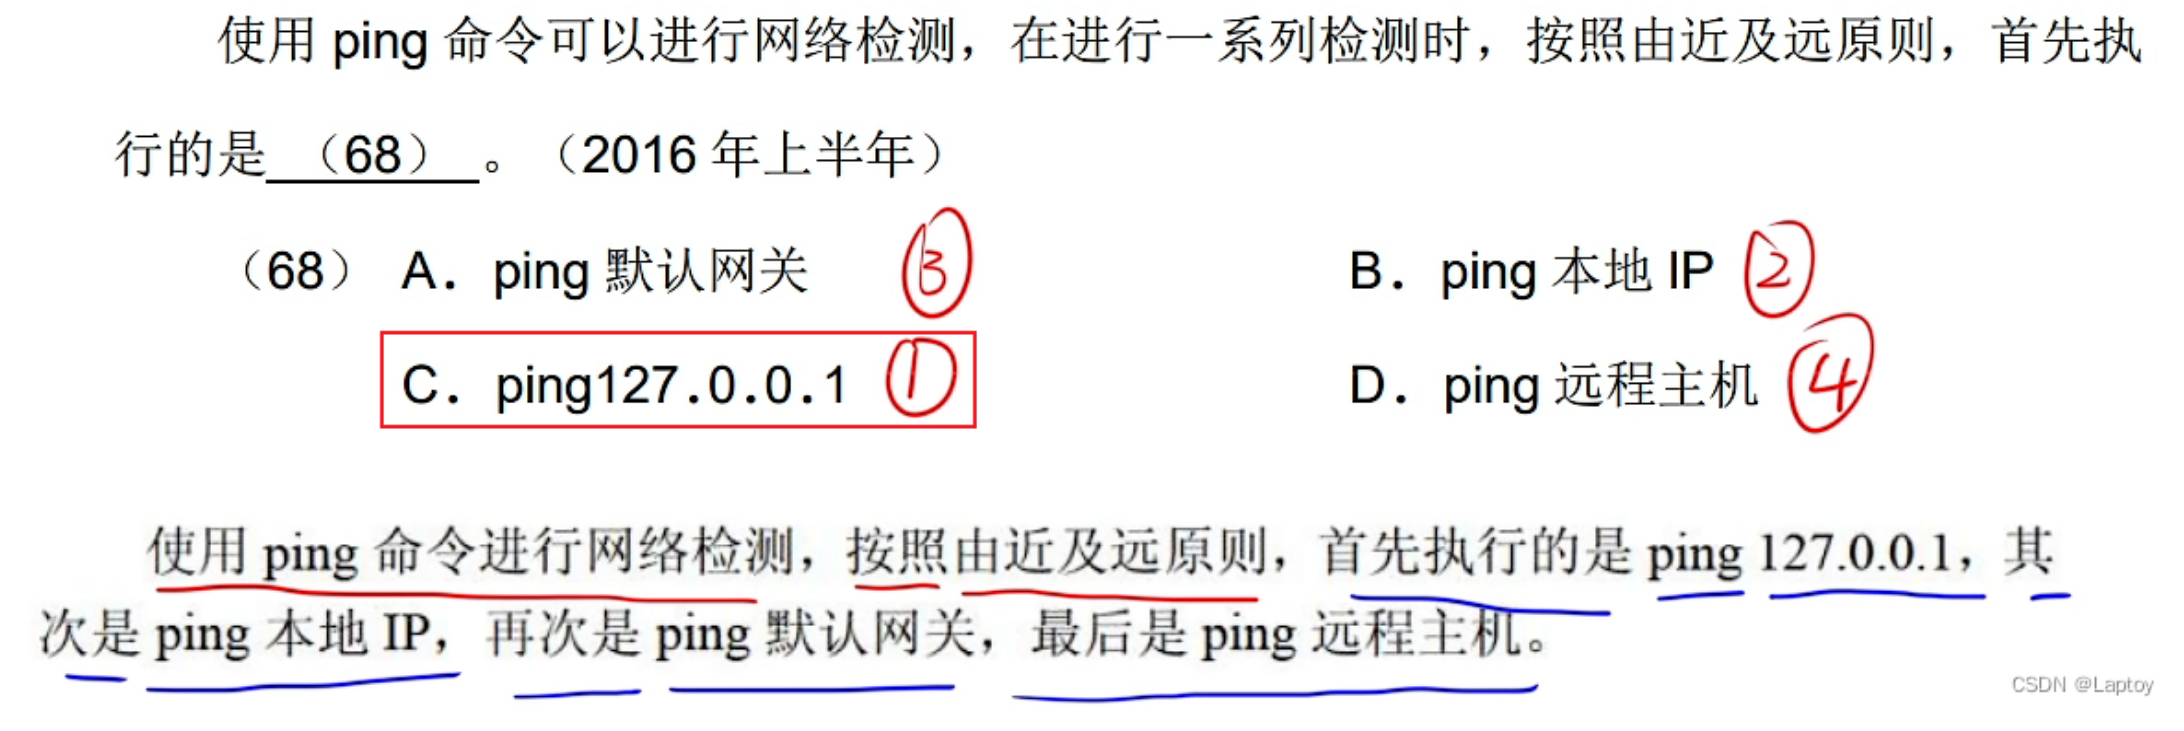 使用 ping 命令可以进行网络检测，在进行一系列检测时，按照由近及远原则，首先执
行的是 （68） 。（2016 年上半年）
（68） A．ping 默认网关 ③ B．ping 本地 IP ②
C．ping127.0.0.1 ① D．ping 远程主机 ④
使用 ping 命令进行网络检测，按照由近及远原则，首先执行的是 ping 127.0.0.1，其
次是 ping 本地 IP，再次是 ping 默认网关，最后是 ping 远程主机。
CSDN @Laptoy